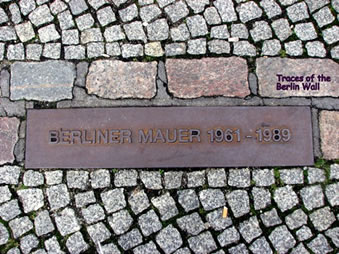 Traces of the
Berlin Wall
BERLINER MAUER 1961 - 1989